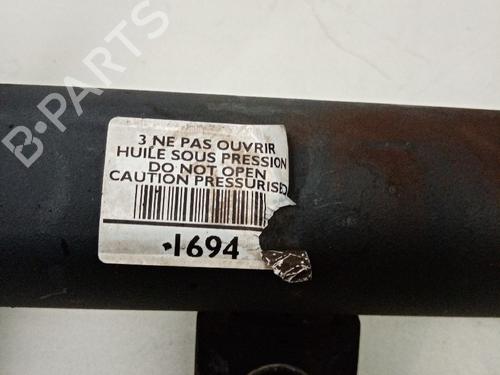 B-PARTS
3 NE PAS OUVRIR
HUILE SOUS PRESSION
DO NOT OPEN
CAUTION PRESSURISED
·1694